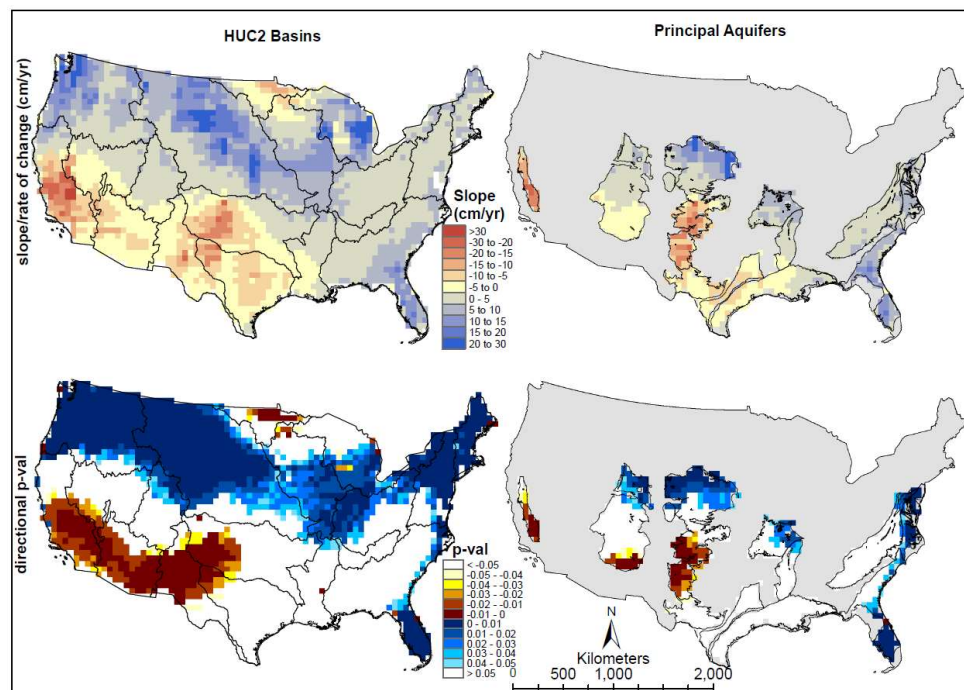 HUC2 Basins
Principal Aquifers
slope/rate of change (cm/yr)
Slope
(cm/yr)
>30
-30 to -20
-20 to -15
-15 to -10
-10 to -5
-5 to 0
0 - 5
5 to 10
10 to 15
15 to 20
20 to 30
directional p-val
p-val
< -0.05
-0.05 - -0.04
-0.04 - -0.03
-0.03 - -0.02
-0.02 - -0.01
-0.01 - 0
0 - 0.01
0.01 - 0.02
0.02 - 0.03
0.03 - 0.04
0.04 - 0.05
> 0.05
N
Kilometers
0 500 1,000 2,000